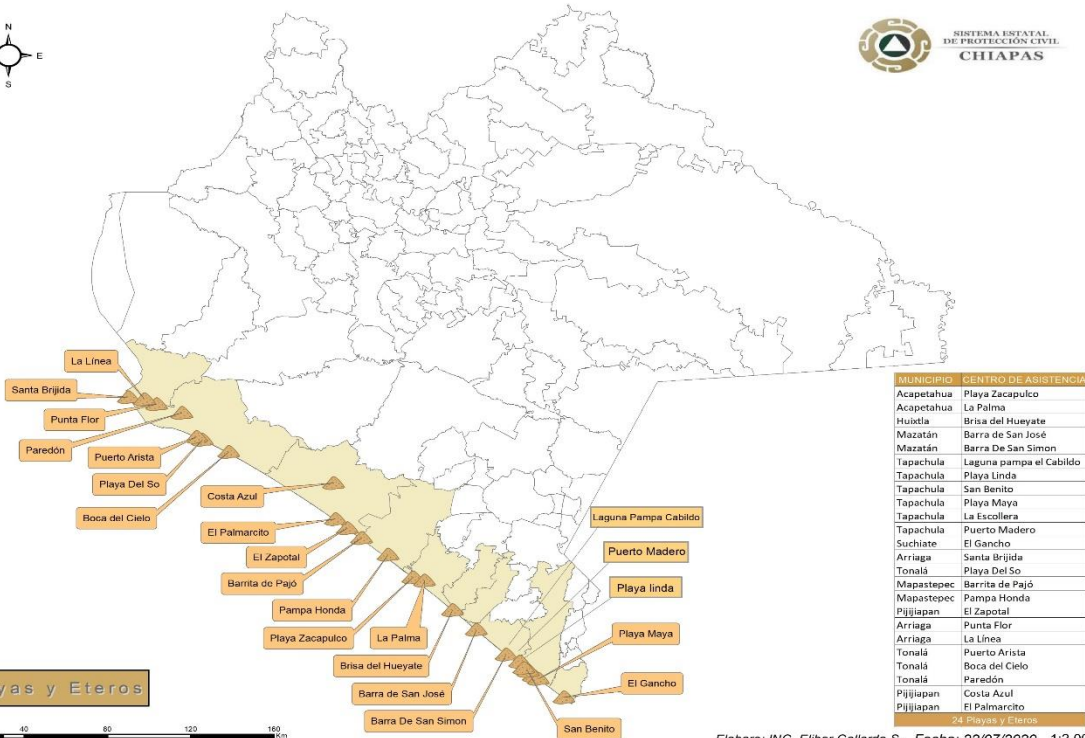 N
E
S
SISTEMA ESTATAL
DE PROTECCIÓN CIVIL
CHIAPAS
La Línea
Santa Brijida
Punta Flor
Paredón
Puerto Arista
Playa Del So
Boca del Cielo
Costa Azul
El Palmarcito
El Zapotal
Barrita de Pajó
Pampa Honda
Playa Zacapulco
La Palma
Brisa del Hueyate
Barra de San José
Barra De San Simon
Laguna Pampa Cabildo
Puerto Madero
Playa linda
Playa Maya
El Gancho
San Benito
MUNICIPIO CENTRO DE ASISTENCIA
Acapetahua Playa Zacapulco
Acapetahua La Palma
Huixtla Brisa del Hueyate
Mazatán Barra de San José
Mazatán Barra De San Simon
Tapachula Laguna pampa el Cabildo
Tapachula Playa Linda
Tapachula San Benito
Tapachula Playa Maya
Tapachula La Escollera
Tapachula Puerto Madero
Suchiate El Gancho
Arriaga Santa Brijida
Tonalá Playa Del So
Mapastepec Barrita de Pajó
Mapastepec Pampa Honda
Pijijiapan El Zapotal
Arriaga Punta Flor
Arriaga La Línea
Tonalá Puerto Arista
Tonalá Boca del Cielo
Tonalá Paredón
Pijijiapan Costa Azul
Pijijiapan El Palmarcito
24 Playas y Eteros
yas y Eteros
40 80 120 160
Km